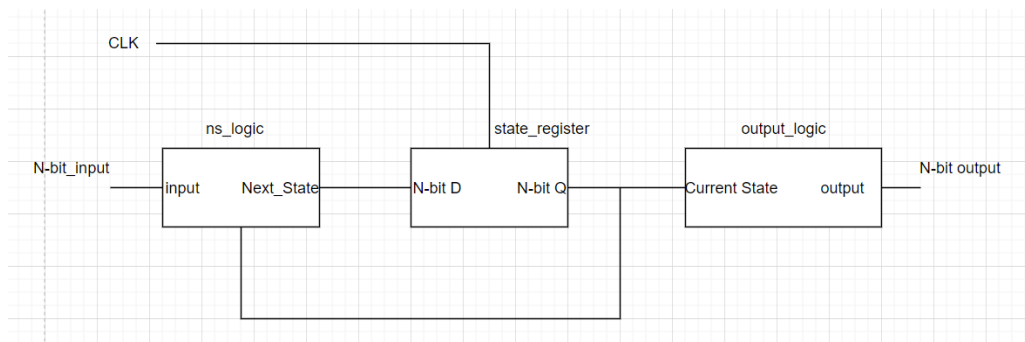 CLK
ns_logic
state_register
output_logic
N-bit_input
N-bit output
input
Next_State
N-bit D
N-bit Q
Current State
output